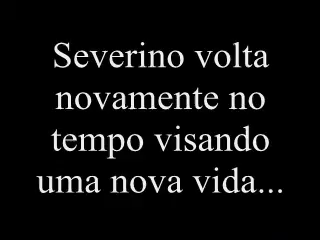 Severino volta
novamente no
tempo visando
uma nova vida...